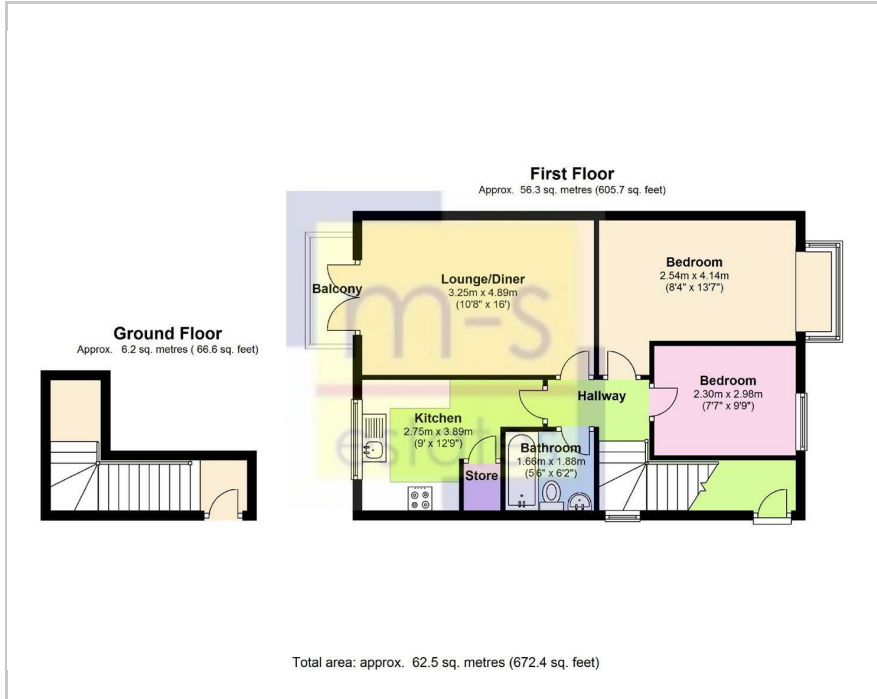 First Floor
Approx. 56.3 sq. metres (605.7 sq. feet)
Bedroom
2.54m x 4.14m
(8'4" x 13'7")
Lounge/Diner
3.25m x 4.89m
(10'8" x 16')
Balcony
m-s
estates
Ground Floor
Approx. 6.2 sq. metres ( 66.6 sq. feet)
Bedroom
2.30m x 2.98m
(7'7" x 9'9")
Hallway
Kitchen
2.75m x 3.89m
(9' x 12'9")
Bathroom
1.66m x 1.88m
(5'6" x 6'2")
Store
Total area: approx. 62.5 sq. metres (672.4 sq. feet)